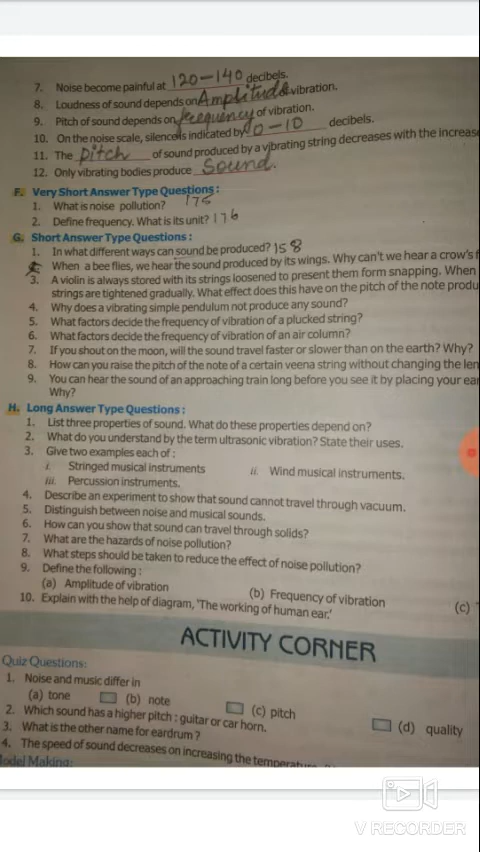 7. Noise become painful at 120-140 decibels.
8. Loudness of sound depends on Amplitude vibration.
9. Pitch of sound depends on frequency of vibration.
10. On the noise scale, silence is indicated by 0-10 decibels.
11. The pitch of sound produced by a vibrating string decreases with the increase
12. Only vibrating bodies produce Sound.
F. Very Short Answer Type Questions:
1. What is noise pollution? 175
2. Define frequency. What is its unit? 176
G. Short Answer Type Questions:
1. In what different ways can sound be produced? 158
When a bee flies, we hear the sound produced by its wings. Why can't we hear a crow's
3. A violin is always stored with its strings loosened to present them form snapping. When
strings are tightened gradually. What effect does this have on the pitch of the note produ
4. Why does a vibrating simple pendulum not produce any sound?
5. What factors decide the frequency of vibration of a plucked string?
6. What factors decide the frequency of vibration of an air column?
7. If you shout on the moon, will the sound travel faster or slower than on the earth? Why?
8. How can you raise the pitch of the note of a certain veena string without changing the len
9. You can hear the sound of an approaching train long before you see it by placing your ear
Why?
H. Long Answer Type Questions:
1. List three properties of sound. What do these properties depend on?
2. What do you understand by the term ultrasonic vibration? State their uses.
3. Give two examples each of:
i. Stringed musical instruments ii. Wind musical instruments.
iii. Percussion instruments.
4. Describe an experiment to show that sound cannot travel through vacuum.
5. Distinguish between noise and musical sounds.
6. How can you show that sound can travel through solids?
7. What are the hazards of noise pollution?
8. What steps should be taken to reduce the effect of noise pollution?
9. Define the following:
(a) Amplitude of vibration (b) Frequency of vibration (c)
10. Explain with the help of diagram, 'The working of human ear.'
ACTIVITY CORNER
Quiz Questions:
1. Noise and music differ in
(a) tone (b) note (c) pitch (d) quality
2. Which sound has a higher pitch : guitar or car horn.
3. What is the other name for eardrum?
4. The speed of sound decreases on increasing the temperature.
Model Making:
V RECORDER